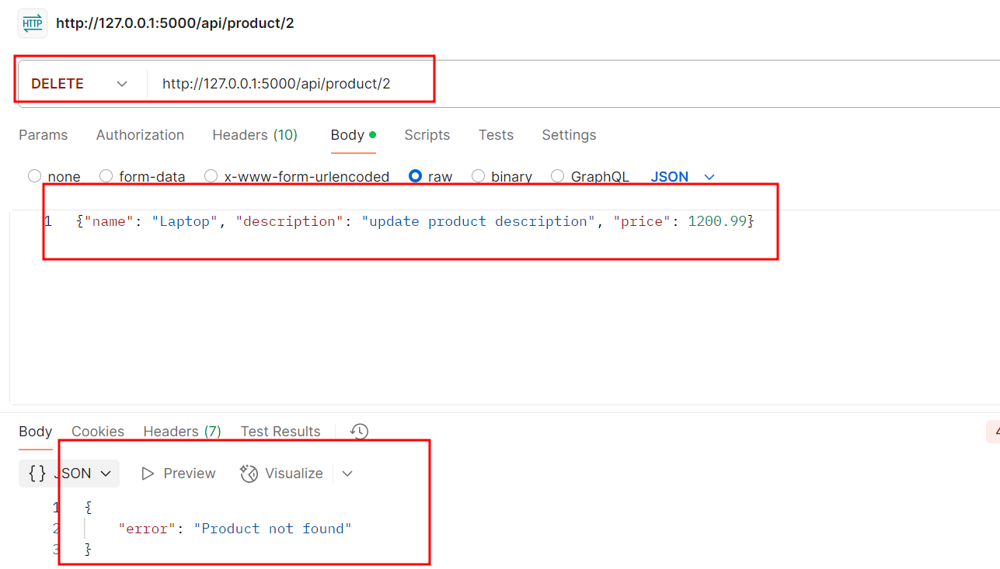 HTTP http://127.0.0.1:5000/api/product/2
DELETE http://127.0.0.1:5000/api/product/2
Params Authorization Headers (10) Body Scripts Tests Settings
none form-data x-www-form-urlencoded raw binary GraphQL JSON
1 {"name": "Laptop", "description": "update product description", "price": 1200.99}
Body Cookies Headers (7) Test Results
{} JSON Preview Visualize
1 {
2 "error": "Product not found"
3 }